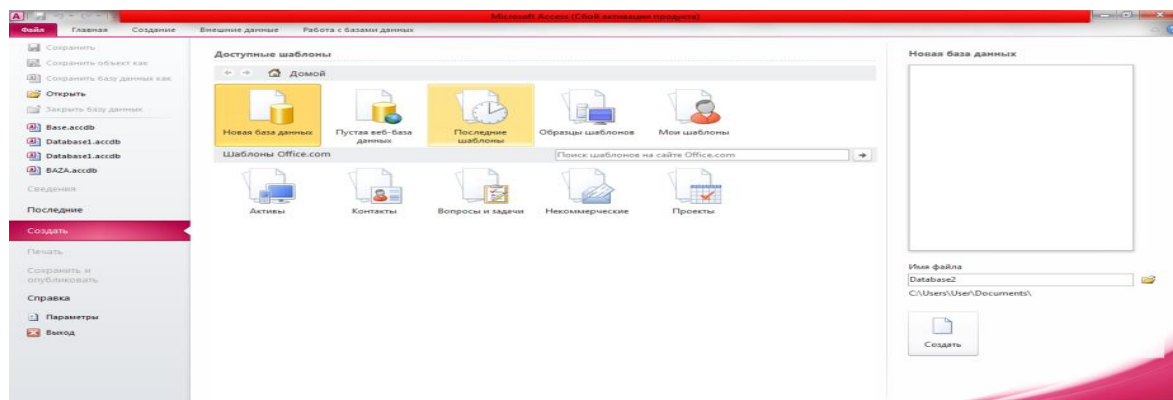 Microsoft Access (Сбой активации продукта)
Файл Главная Создание Внешние данные Работа с базами данных
Сохранить
Сохранить объект как
Сохранить базу данных как
Открыть
Закрыть базу данных
Base.accdb
Database1.accdb
Database1.accdb
BAZA.accdb
Сведения
Последние
Создать
Печать
Сохранить и
опубликовать
Справка
Параметры
Выход
Доступные шаблоны
Домой
Новая база данных
Пустая веб-база
данных
Последние
шаблоны
Образцы шаблонов
Мои шаблоны
Шаблоны Office.com
Поиск шаблонов на сайте Office.com
Активы
Контакты
Вопросы и задачи
Некоммерческие
Проекты
Новая база данных
Имя файла
Database2
C:\Users\User\Documents\
Создать